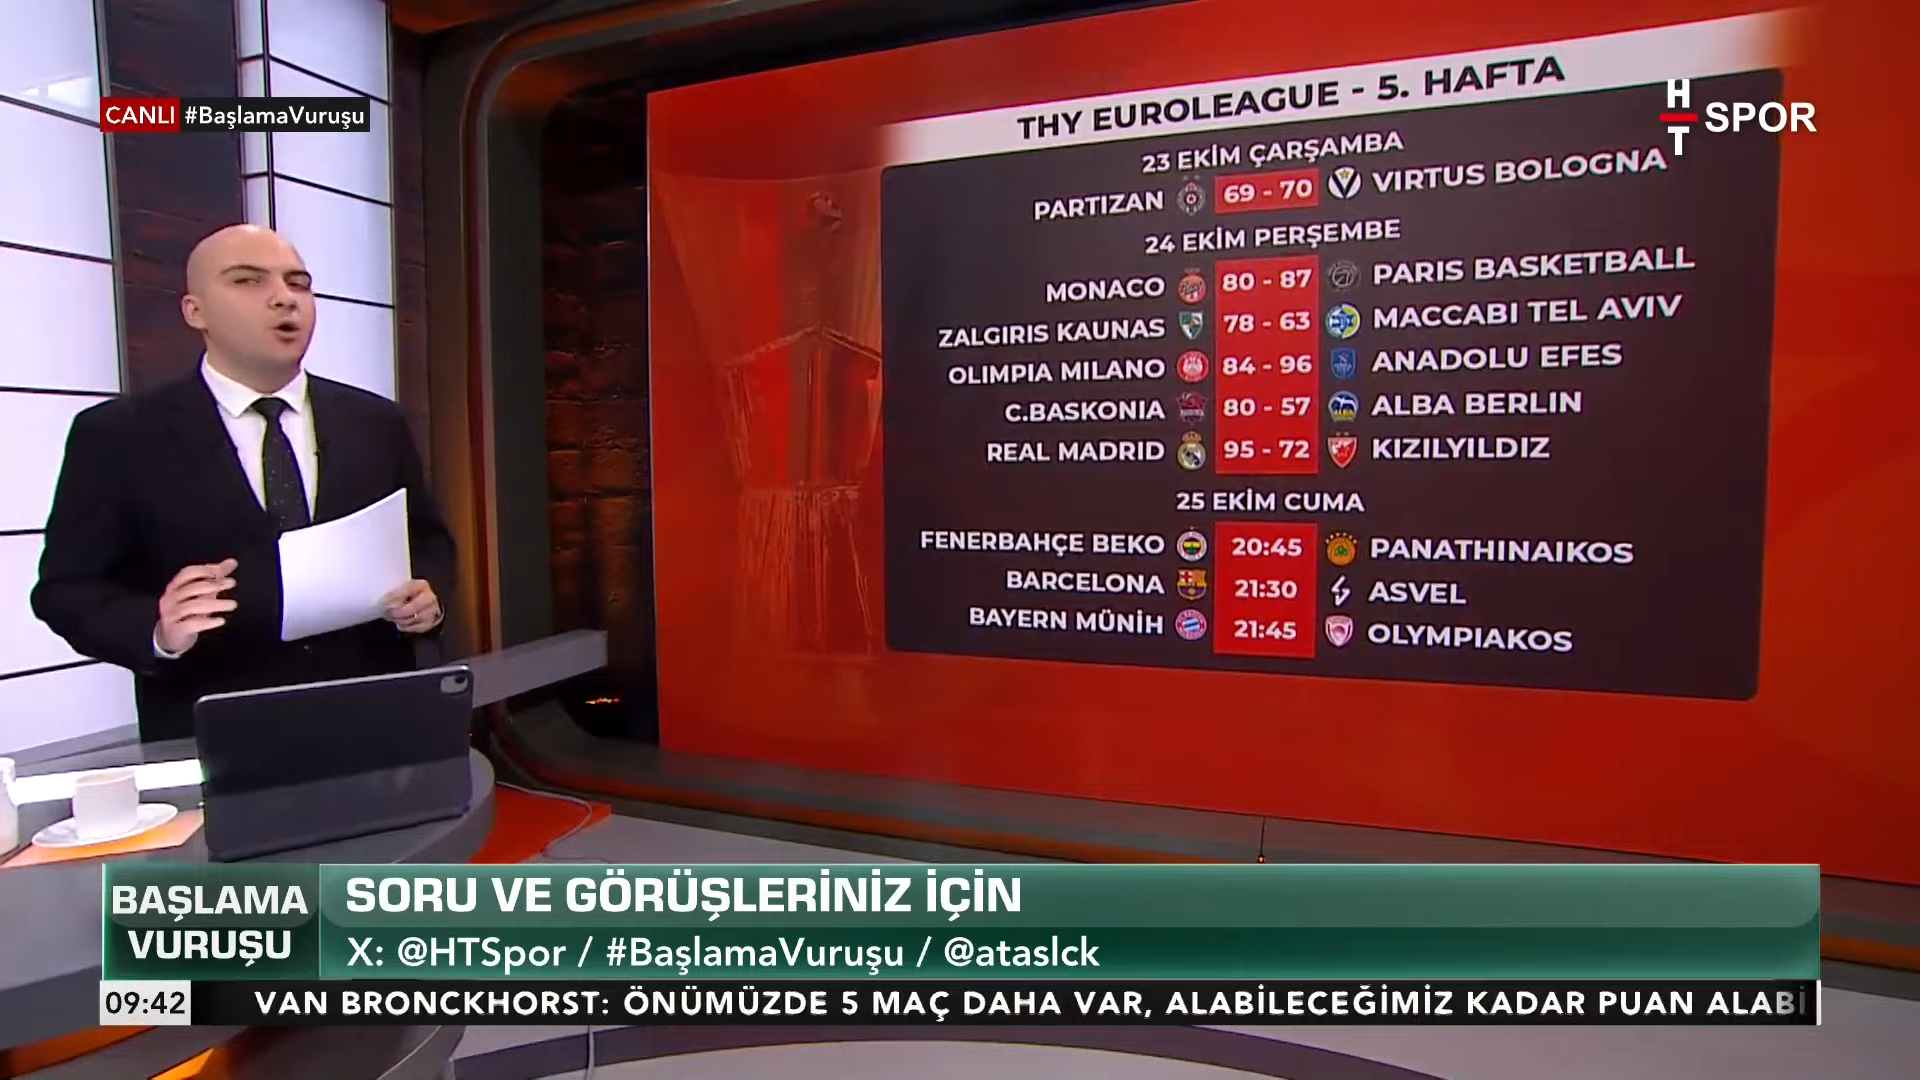 CANLI #BaşlamaVuruşu
HT SPOR
THY EUROLEAGUE - 5. HAFTA
23 EKİM ÇARŞAMBA
PARTIZAN 69 - 70 VIRTUS BOLOGNA
24 EKİM PERŞEMBE
MONACO 80 - 87 PARIS BASKETBALL
ZALGIRIS KAUNAS 78 - 63 MACCABI TEL AVIV
OLIMPIA MILANO 84 - 96 ANADOLU EFES
C.BASKONIA 80 - 57 ALBA BERLIN
REAL MADRID 95 - 72 KIZILYILDIZ
25 EKİM CUMA
FENERBAHÇE BEKO 20:45 PANATHINAIKOS
BARCELONA 21:30 ASVEL
BAYERN MÜNİH 21:45 OLYMPIAKOS
BAŞLAMA
VURUŞU
SORU VE GÖRÜŞLERİNİZ İÇİN
X: @HTSpor / #BaşlamaVuruşu / @ataslck
09:42 VAN BRONCKHORST: ÖNÜMÜZDE 5 MAÇ DAHA VAR, ALABİLECEĞİMİZ KADAR PUAN ALABİ